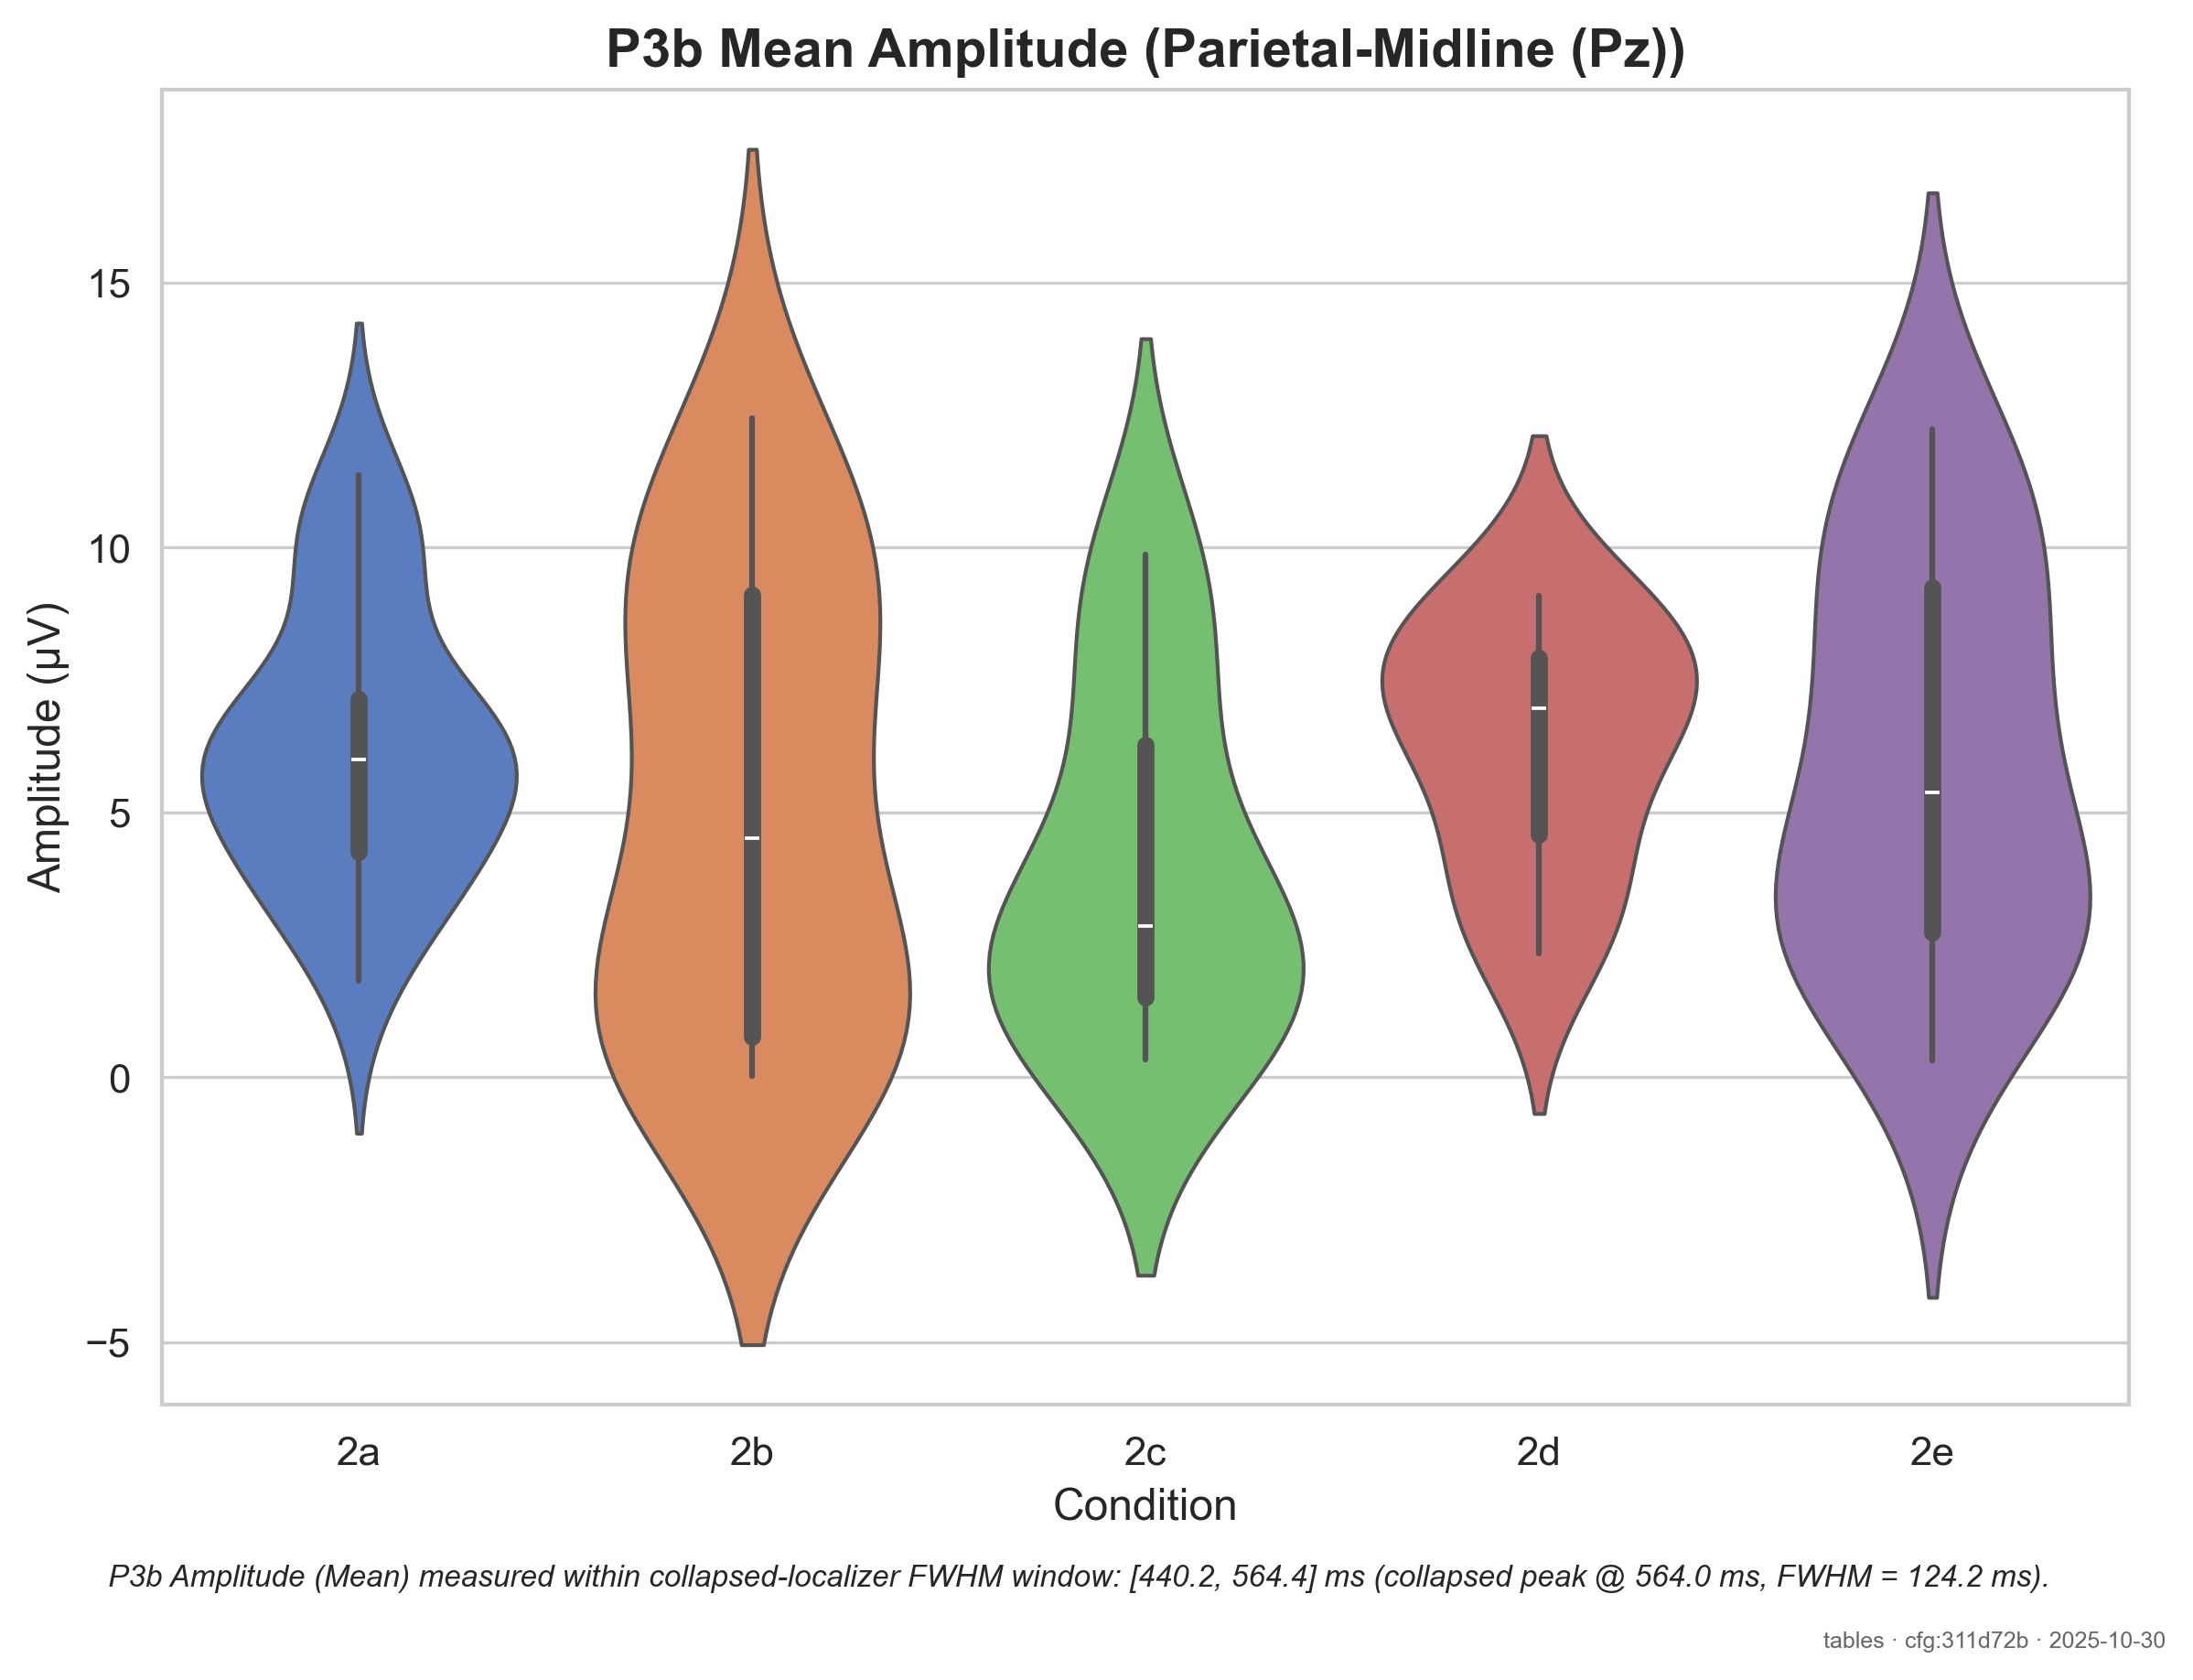 P3b Mean Amplitude (Parietal-Midline (Pz))
Amplitude (µV)
15
10
5
0
−5
2a 2b 2c 2d 2e
Condition
P3b Amplitude (Mean) measured within collapsed-localizer FWHM window: [440.2, 564.4] ms (collapsed peak @ 564.0 ms, FWHM = 124.2 ms).
tables · cfg:311d72b · 2025-10-30